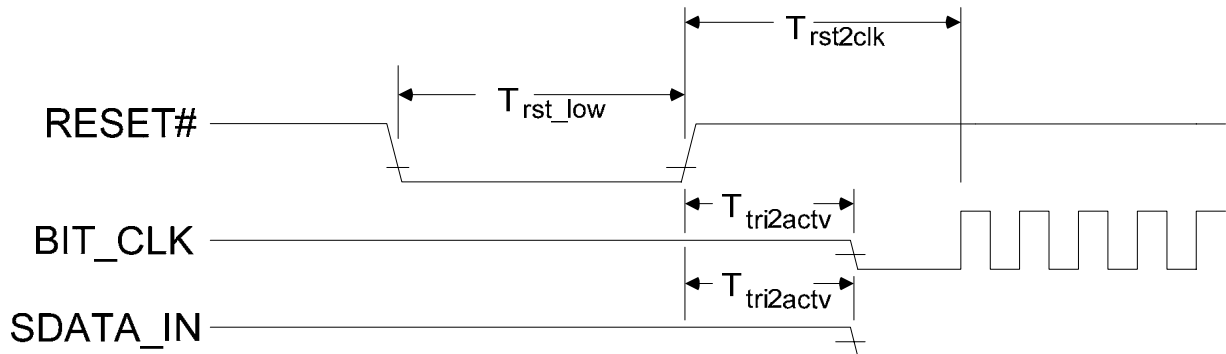 T rst2clk
T rst_low
RESET#
T tri2actv
BIT_CLK
T tri2actv
SDATA_IN